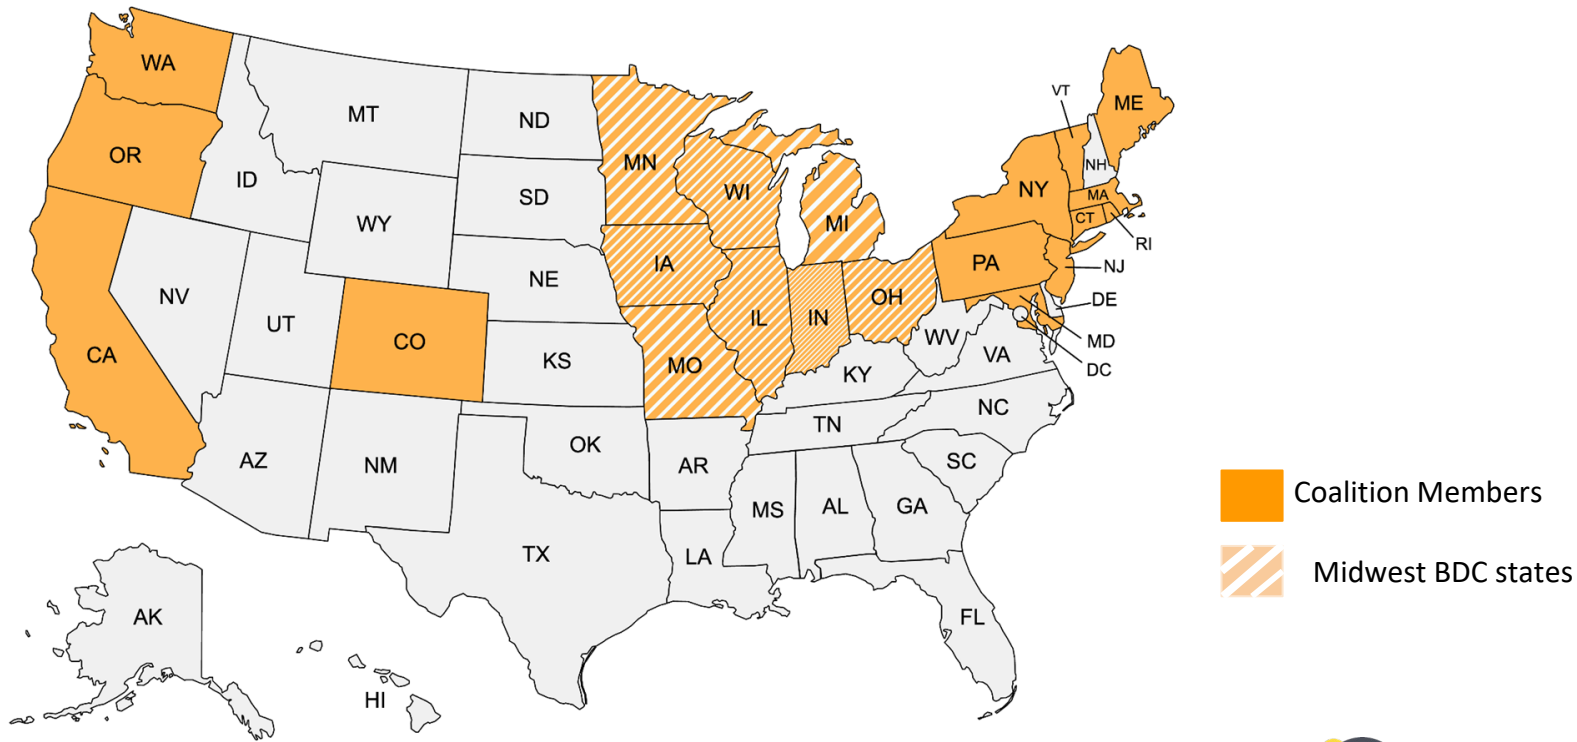 WA
OR
CA
ID
NV
MT
WY
UT
CO
AZ
NM
ND
SD
NE
KS
OK
TX
MN
IA
MO
AR
LA
WI
IL
MI
IN
OH
KY
TN
MS
AL
GA
FL
SC
NC
VA
WV
PA
NY
VT
NH
ME
MA
CT
RI
NJ
DE
MD
DC
AK
HI
Coalition Members
Midwest BDC states